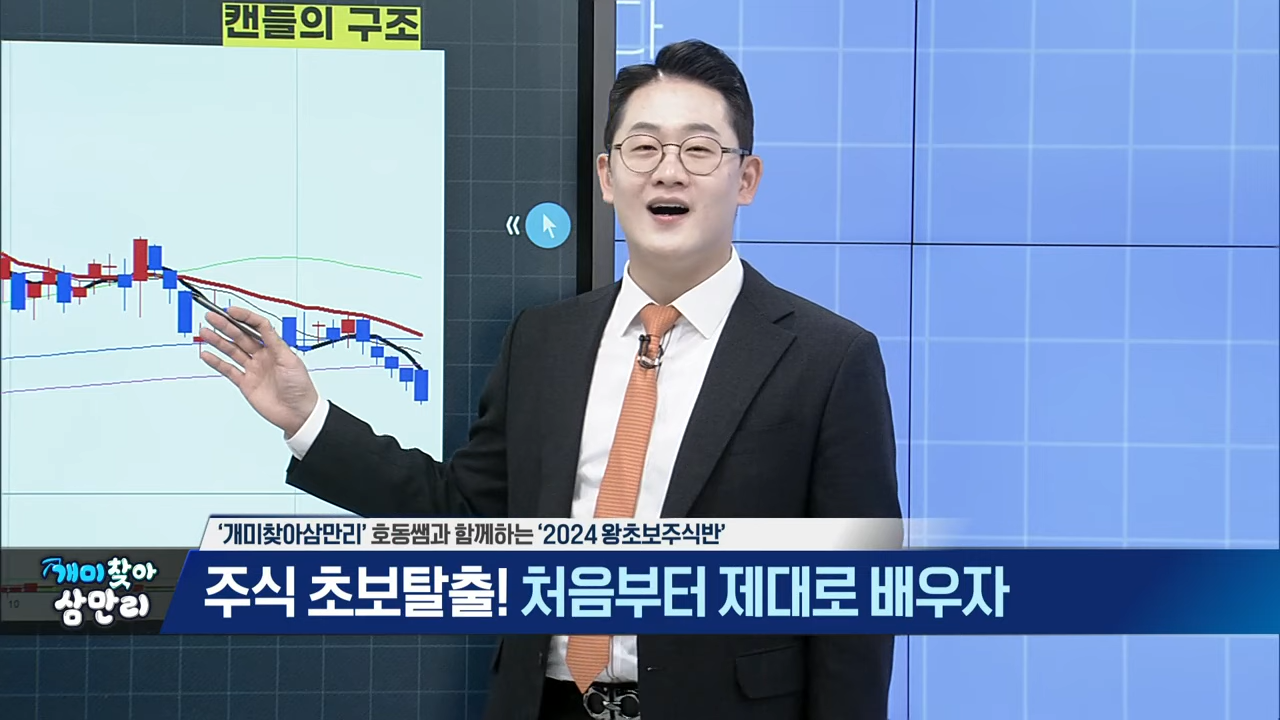 캔들의 구조
‘개미찾아삼만리’ 호동쌤과 함께하는 ‘2024 왕초보주식반’
개미찾아
삼만리
주식 초보탈출! 처음부터 제대로 배우자
10